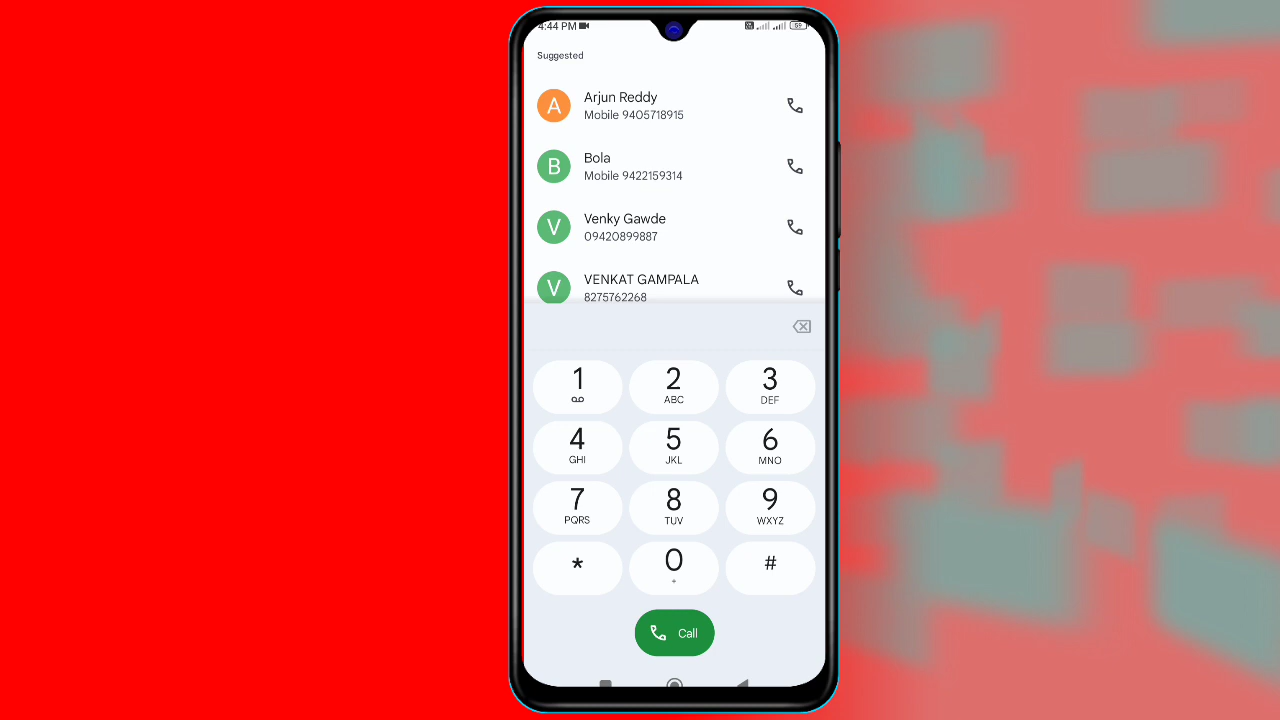 4:44 PM
59
Suggested
A
Arjun Reddy
Mobile 9405718915
B
Bola
Mobile 9422159314
V
Venky Gawde
09420899887
V
VENKAT GAMPALA
8275762268
1 2 3
ABC DEF
4 5 6
GHI JKL MNO
7 8 9
PQRS TUV WXYZ
* 0 #
+
Call